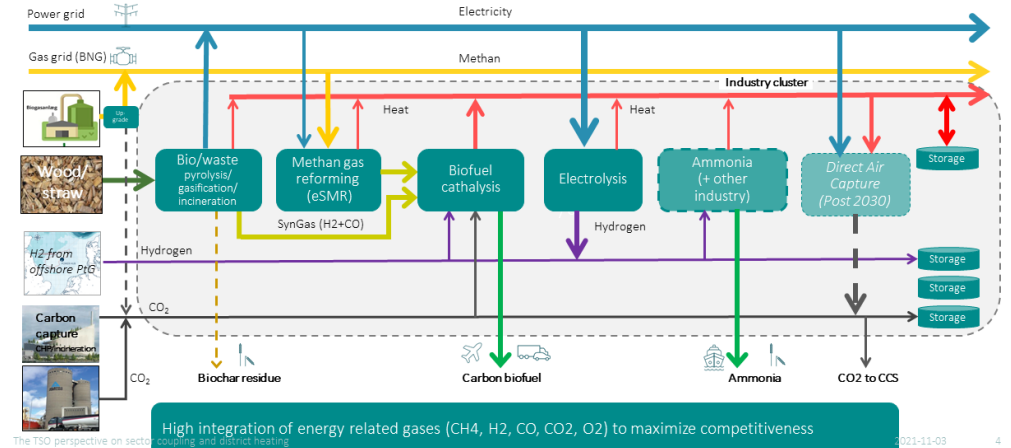 Power grid
Electricity
Gas grid (BNG)
Methan
Industry cluster
Biogasanlæg
Up
grade
Heat
Heat
Wood/
straw
Bio/waste
pyrolysis/
gasification/
incineration
Methan gas
reforming
(eSMR)
Biofuel
cathalysis
Electrolysis
Ammonia
(+ other
industry)
Direct Air
Capture
(Post 2030)
Storage
SynGas (H2+CO)
Hydrogen
H2 from
offshore PtG
Hydrogen
Storage
Storage
CO2
Carbon
capture
CHP/incineration
Storage
CO2
Biochar residue
Carbon biofuel
Ammonia
CO2 to CCS
High integration of energy related gases (CH4, H2, CO, CO2, O2) to maximize competitiveness
The TSO perspective on sector coupling and district heating
2021-11-03
4